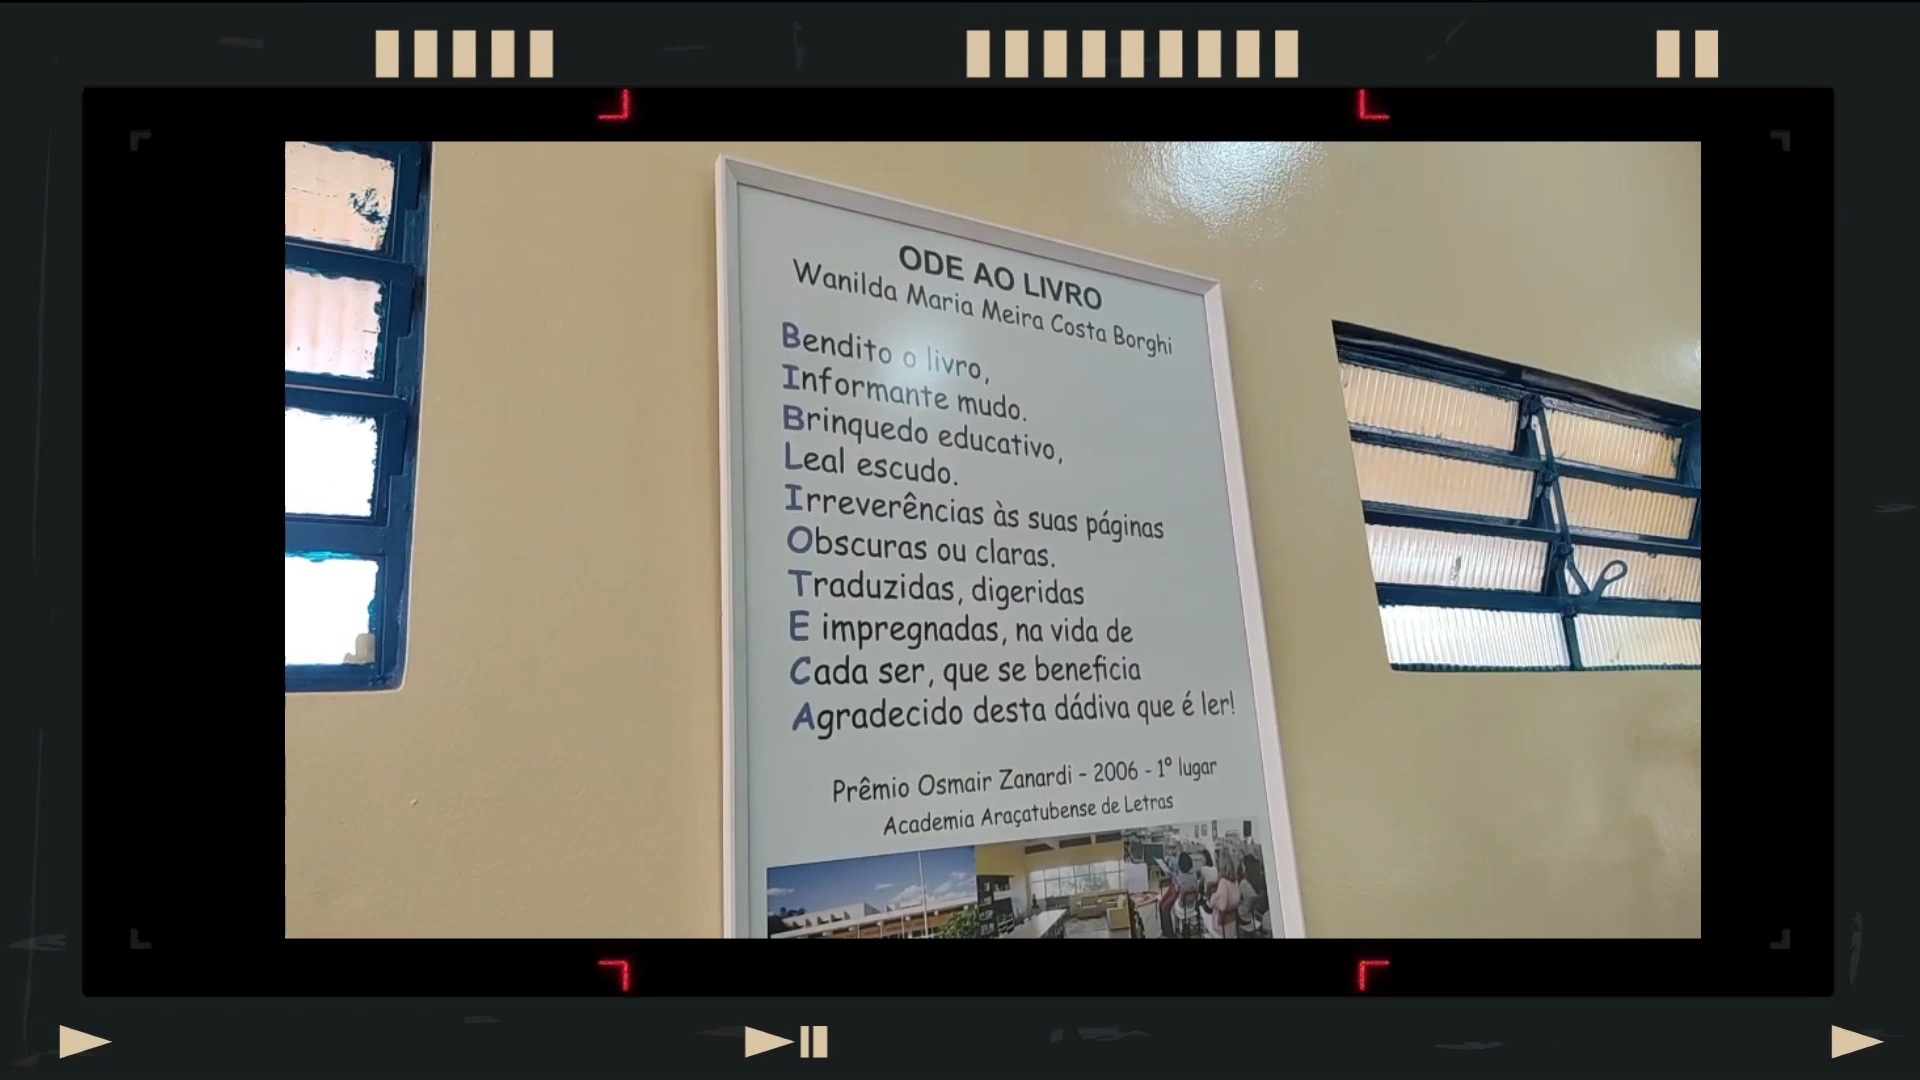 ODE AO LIVRO
Wanilda Maria Meira Costa Borghi
Bendito o livro,
Informante mudo.
Brinquedo educativo,
Leal escudo.
Irreverências às suas páginas
Obscuras ou claras.
Traduzidas, digeridas
E impregnadas, na vida de
Cada ser, que se beneficia
Agradecido desta dádiva que é ler!
Prêmio Osmair Zanardi - 2006 - 1º lugar
Academia Araçatubense de Letras